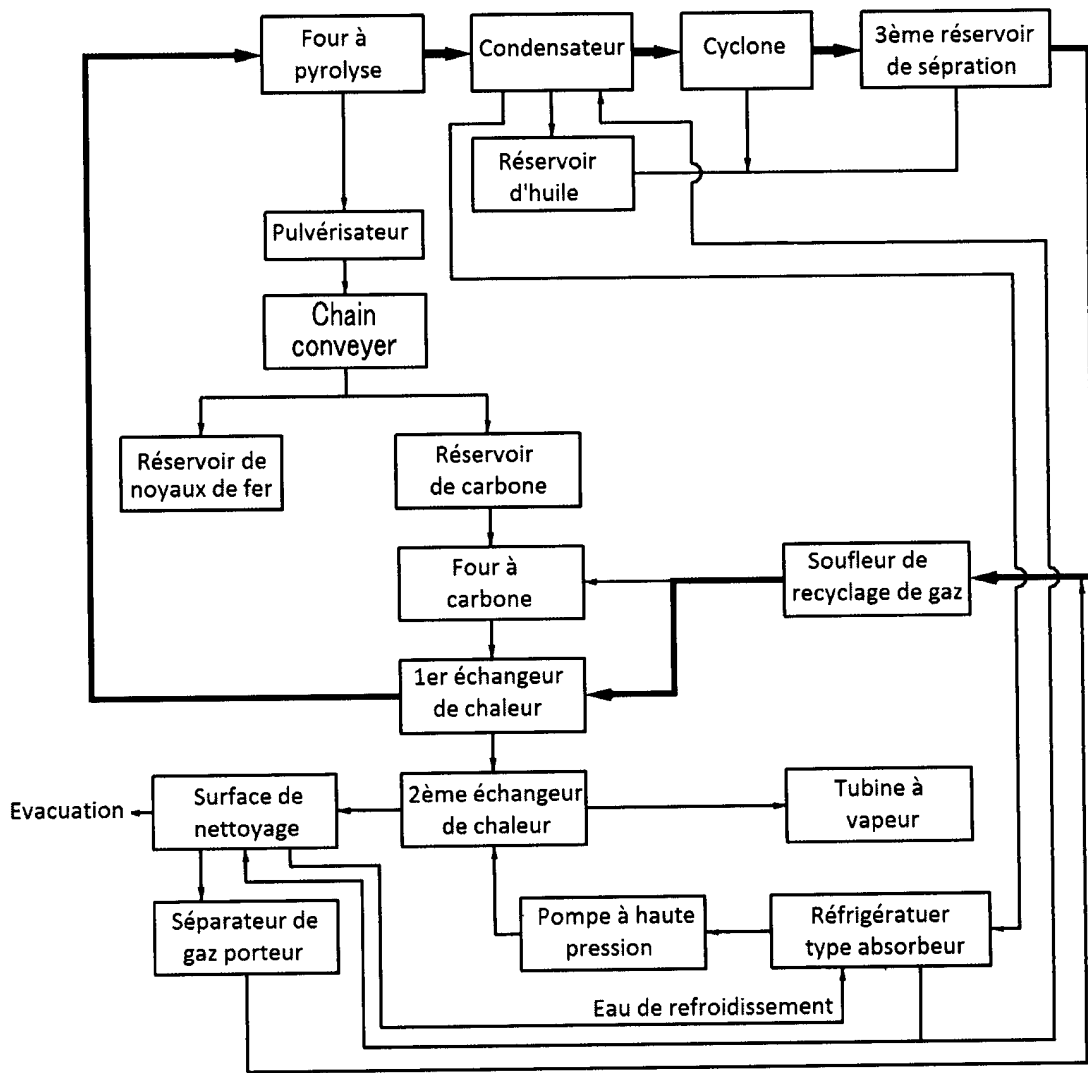 Four à
pyrolyse
Condensateur
Cyclone
3ème réservoir
de sépration
Réservoir
d'huile
Pulvérisateur
Chain
conveyer
Réservoir de
noyaux de fer
Réservoir
de carbone
Four à
carbone
Soufleur de
recyclage de gaz
1er échangeur
de chaleur
Evacuation
Surface de
nettoyage
2ème échangeur
de chaleur
Tubine à
vapeur
Séparateur de
gaz porteur
Pompe à haute
pression
Réfrigératuer
type absorbeur
Eau de refroidissement